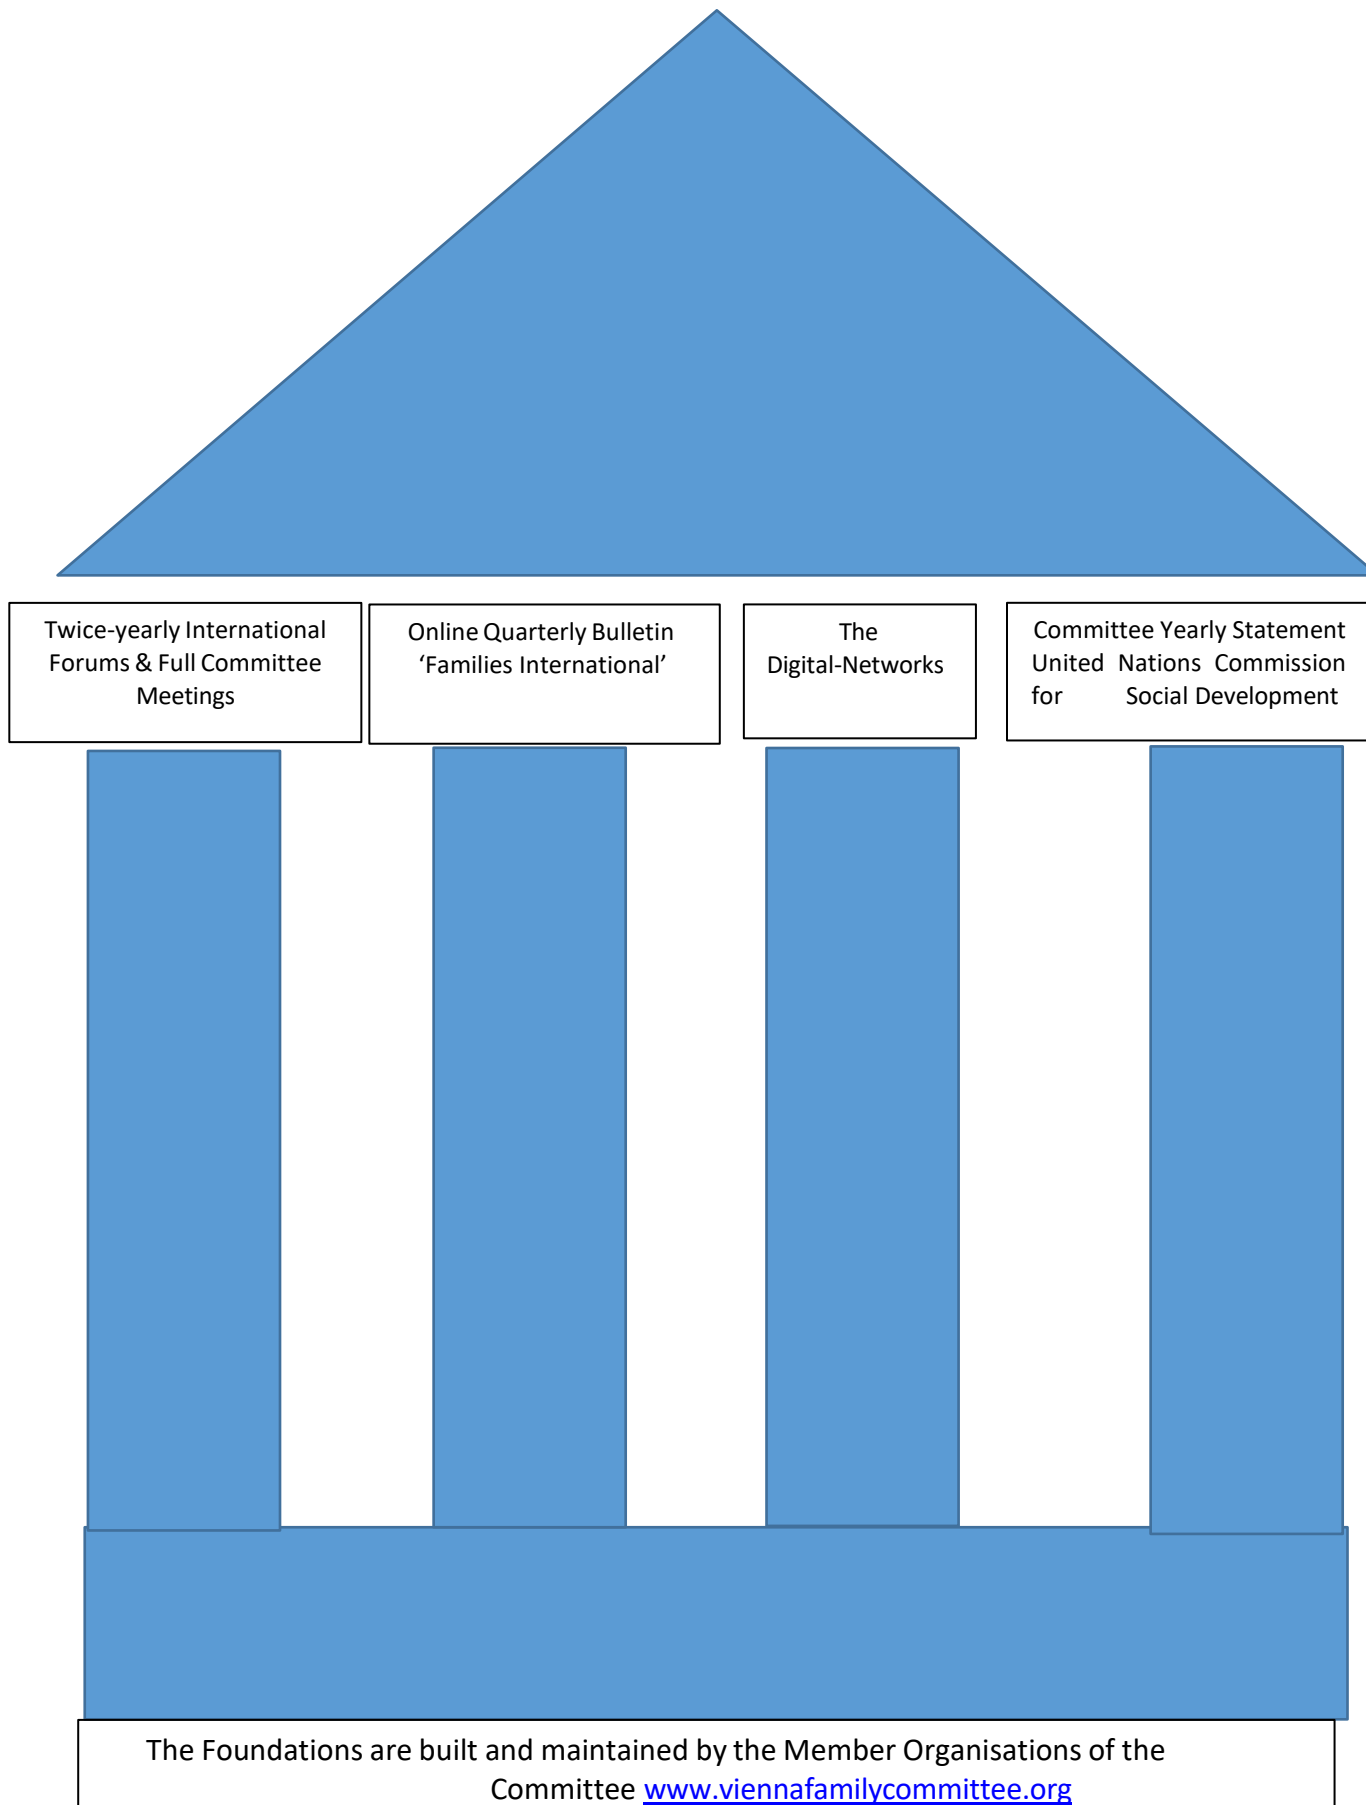 Twice-yearly International
Forums & Full Committee
Meetings
Online Quarterly Bulletin
‘Families International’
The
Digital-Networks
Committee Yearly Statement
United Nations Commission
for Social Development
The Foundations are built and maintained by the Member Organisations of the
Committee www.viennafamilycommittee.org